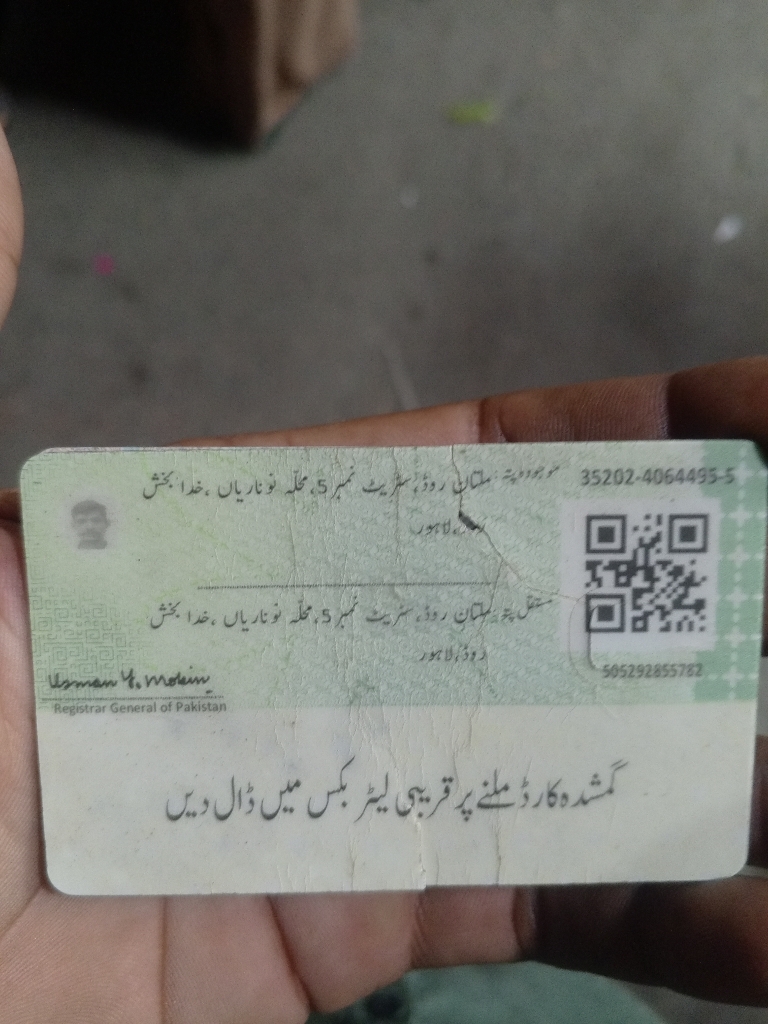 35202-4064495-5
موجودہ پتہ: ملتان روڈ، سٹریٹ نمبر 5، محلہ نوناریاں، خدا بخش
روڈ، لاہور
مستقل پتہ: ملتان روڈ، سٹریٹ نمبر 5، محلہ نوناریاں، خدا بخش
روڈ، لاہور
505292855782
Usman Y. Mobin
Registrar General of Pakistan
گمشدہ کارڈ ملنے پر قریبی لیٹر بکس میں ڈال دیں